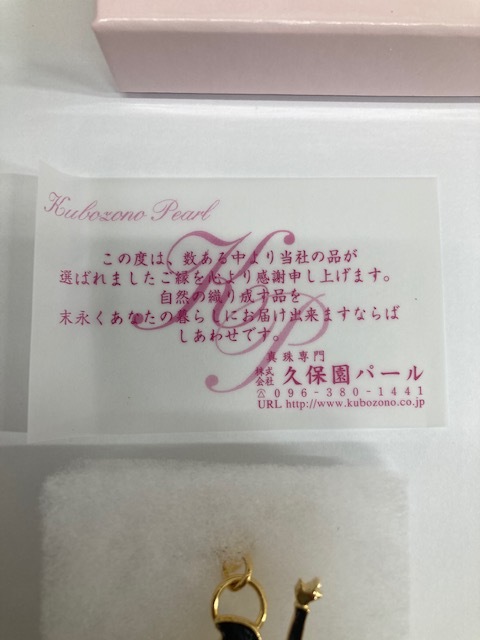 Kubozono Pearl
KP
この度は、数ある中より当社の品が
選ばれましたご縁を心より感謝申し上げます。
自然の織り成す品を
末永くあなたの暮らしにお届け出来ますならば
しあわせです。
真珠専門
株式会社 久保園パール
☎ 096-380-1441
URL http://www.kubozono.co.jp